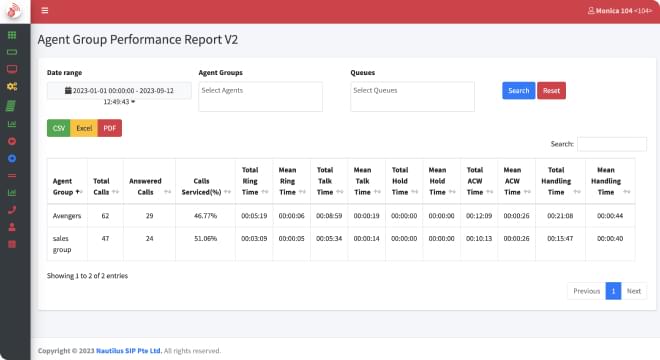 Monica 104 <104>
Agent Group Performance Report V2
Date range
Agent Groups
Queues
2023-01-01 00:00:00 - 2023-09-12
12:49:43
Select Agents
Select Queues
Search
Reset
CSV
Excel
PDF
Search:
Agent Group
Total Calls
Answered Calls
Calls Serviced(%)
Total Ring Time
Mean Ring Time
Total Talk Time
Mean Talk Time
Total Hold Time
Mean Hold Time
Total ACW Time
Mean ACW Time
Total Handling Time
Mean Handling Time
Avengers 62 29 46.77% 00:05:19 00:00:06 00:08:59 00:00:19 00:00:00 00:00:00 00:12:09 00:00:26 00:21:08 00:00:44
sales group 47 24 51.06% 00:03:09 00:00:05 00:05:34 00:00:14 00:00:00 00:00:00 00:10:13 00:00:26 00:15:47 00:00:40
Showing 1 to 2 of 2 entries
Previous 1 Next
Copyright © 2023 Nautilus SIP Pte Ltd. All rights reserved.